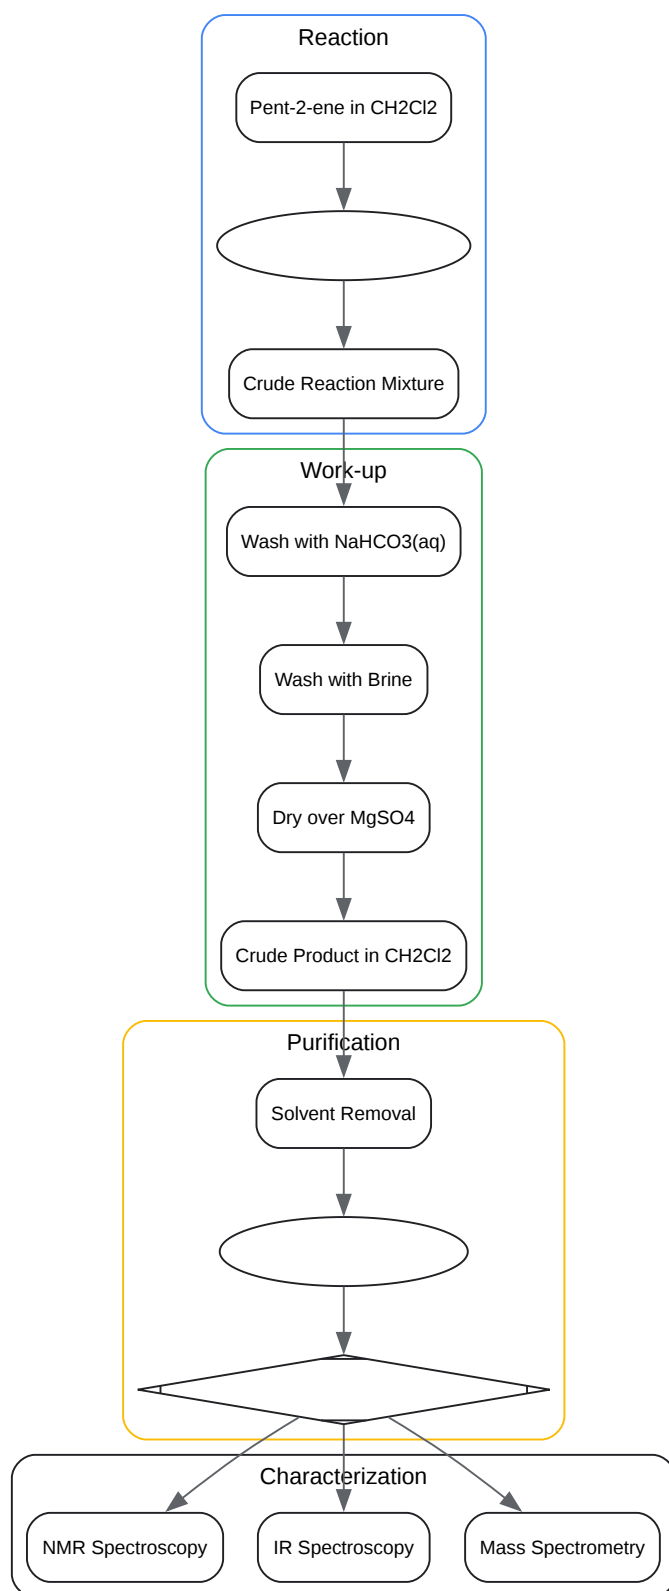 Reaction
Pent-2-ene in CH2Cl2
Crude Reaction Mixture
Work-up
Wash with NaHCO3(aq)
Wash with Brine
Dry over MgSO4
Crude Product in CH2Cl2
Purification
Solvent Removal
Characterization
NMR Spectroscopy
IR Spectroscopy
Mass Spectrometry